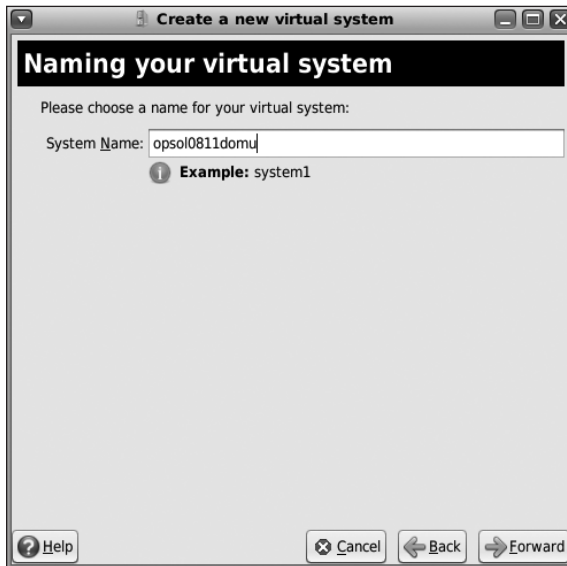 Create a new virtual system
Naming your virtual system
Please choose a name for your virtual system:
System Name: opsol0811domu
Example: system1
Help Cancel Back Forward